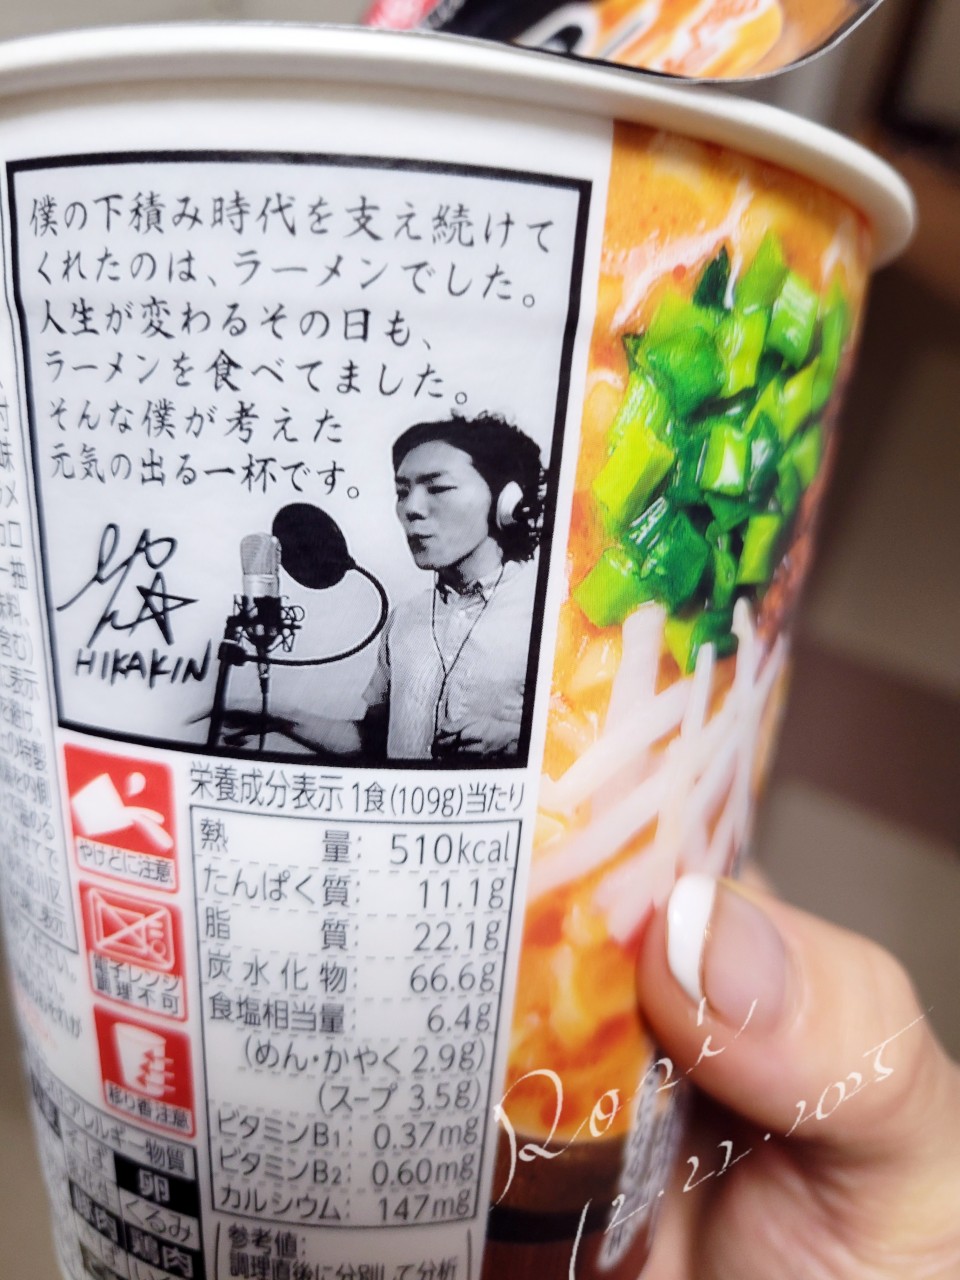 僕の下積み時代を支え続けて
くれたのは、ラーメンでした。
人生が変わるその日も、
ラーメンを食べてました。
そんな僕が考えた
元気の出る一杯です。
HIKAKIN
栄養成分表示 1食(109g)当たり
熱量: 510kcal
たんぱく質: 11.1g
脂質: 22.1g
炭水化物: 66.6g
食塩相当量: 6.4g
(めん・かやく 2.9g)
(スープ 3.5g)
ビタミンB1: 0.37mg
ビタミンB2: 0.60mg
カルシウム: 147mg
参考値:
調理直後に分別して分析
やけどに注意
電子レンジ
調理不可
移り香注意
アレルギー物質
卵
くるみ
豚肉 鶏肉
Roni
12.22.2025